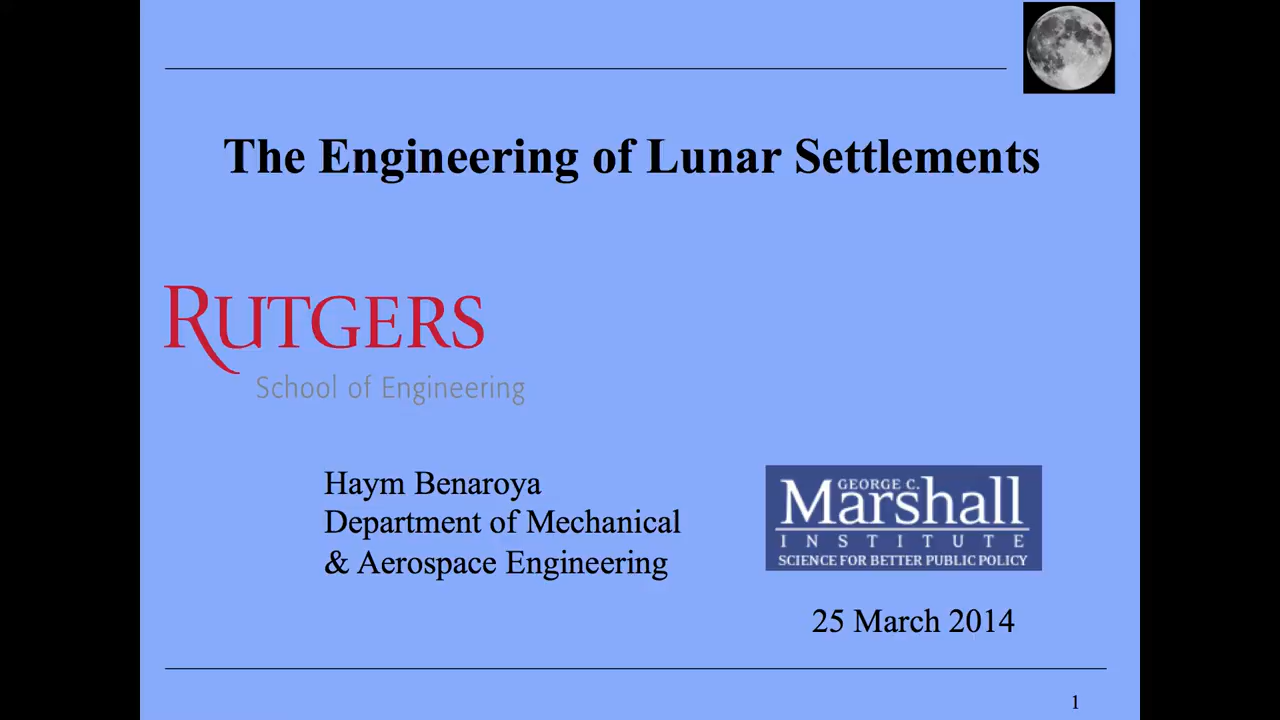 The Engineering of Lunar Settlements
RUTGERS
School of Engineering
Haym Benaroya
Department of Mechanical
& Aerospace Engineering
GEORGE C.
Marshall
INSTITUTE
SCIENCE FOR BETTER PUBLIC POLICY
25 March 2014
1